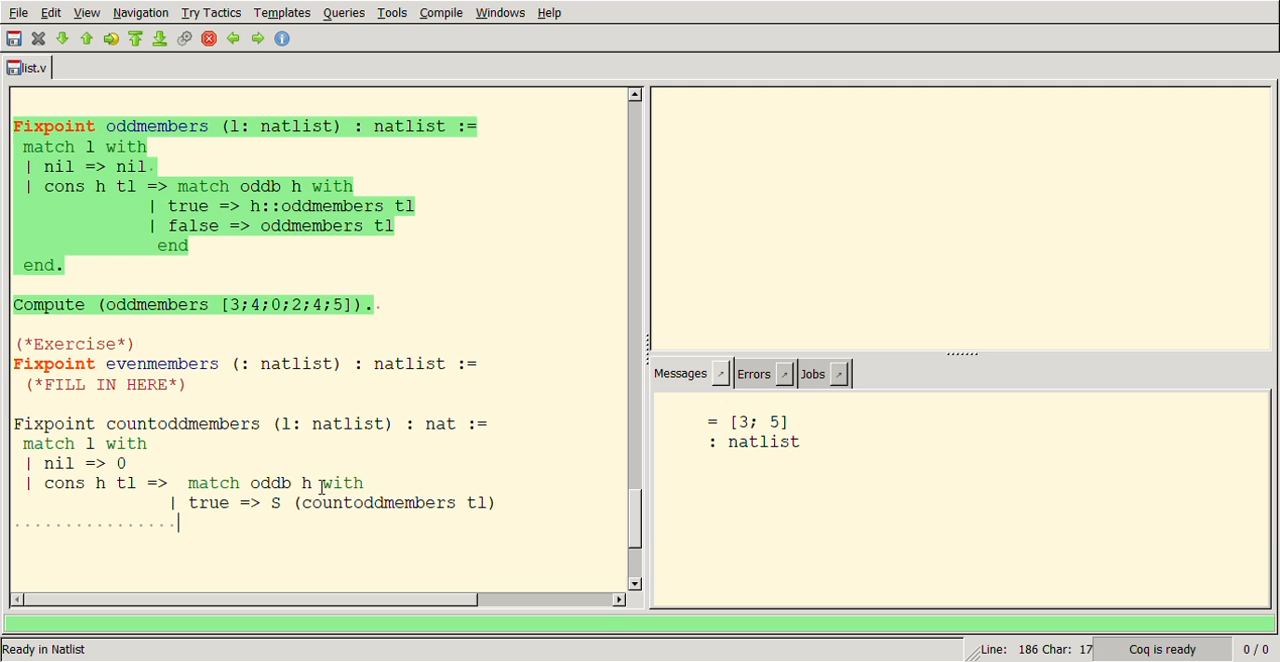 File Edit View Navigation Try Tactics Templates Queries Tools Compile Windows Help
list.v
Fixpoint oddmembers (l: natlist) : natlist :=
match l with
| nil => nil
| cons h tl => match oddb h with
| true => h::oddmembers tl
| false => oddmembers tl
end
end.
Compute (oddmembers [3;4;0;2;4;5]).
(*Exercise*)
Fixpoint evenmembers (: natlist) : natlist :=
(*FILL IN HERE*)
Fixpoint countoddmembers (l: natlist) : nat :=
match l with
| nil => 0
| cons h tl => match oddb h with
| true => S (countoddmembers tl)
Messages Errors Jobs
= [3; 5]
: natlist
Ready in Natlist Line: 186 Char: 17 Coq is ready 0 / 0